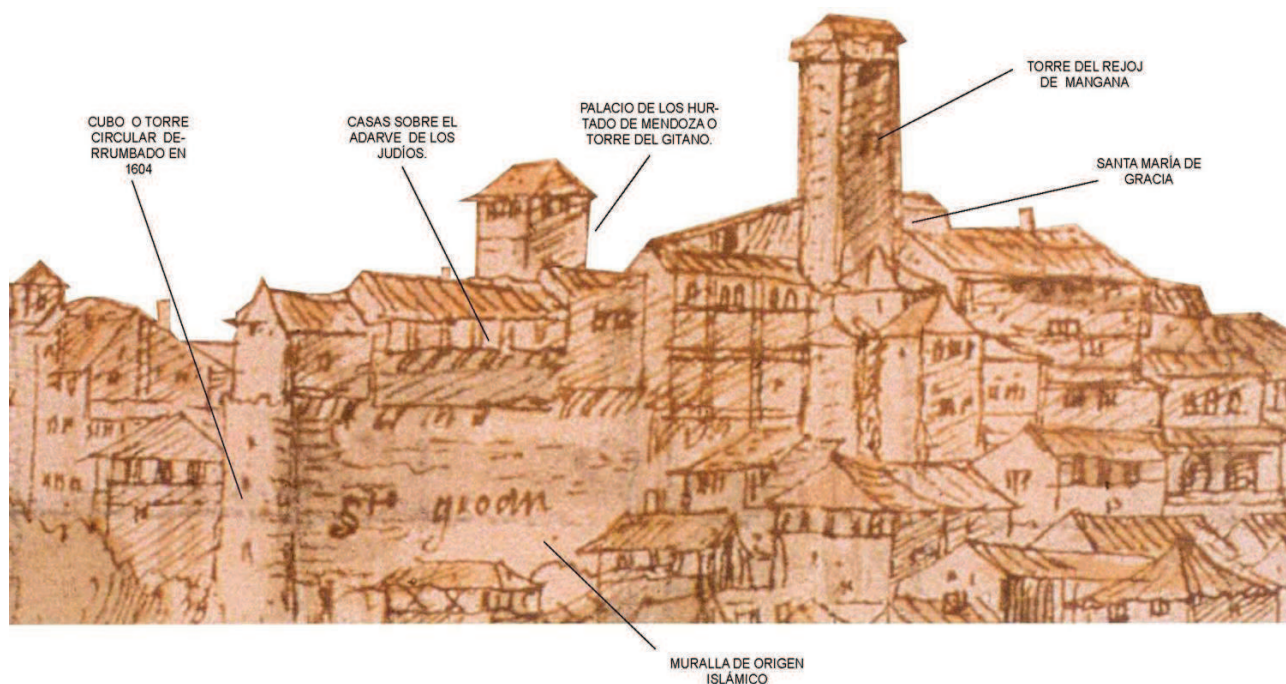 TORRE DEL REJOJ
DE MANGANA
CUBO O TORRE
CIRCULAR DE-
RRUMBADO EN
1604
CASAS SOBRE EL
ADARVE DE LOS
JUDÍOS.
PALACIO DE LOS HUR-
TADO DE MENDOZA O
TORRE DEL GITANO.
SANTA MARÍA DE
GRACIA
MURALLA DE ORIGEN
ISLÁMICO